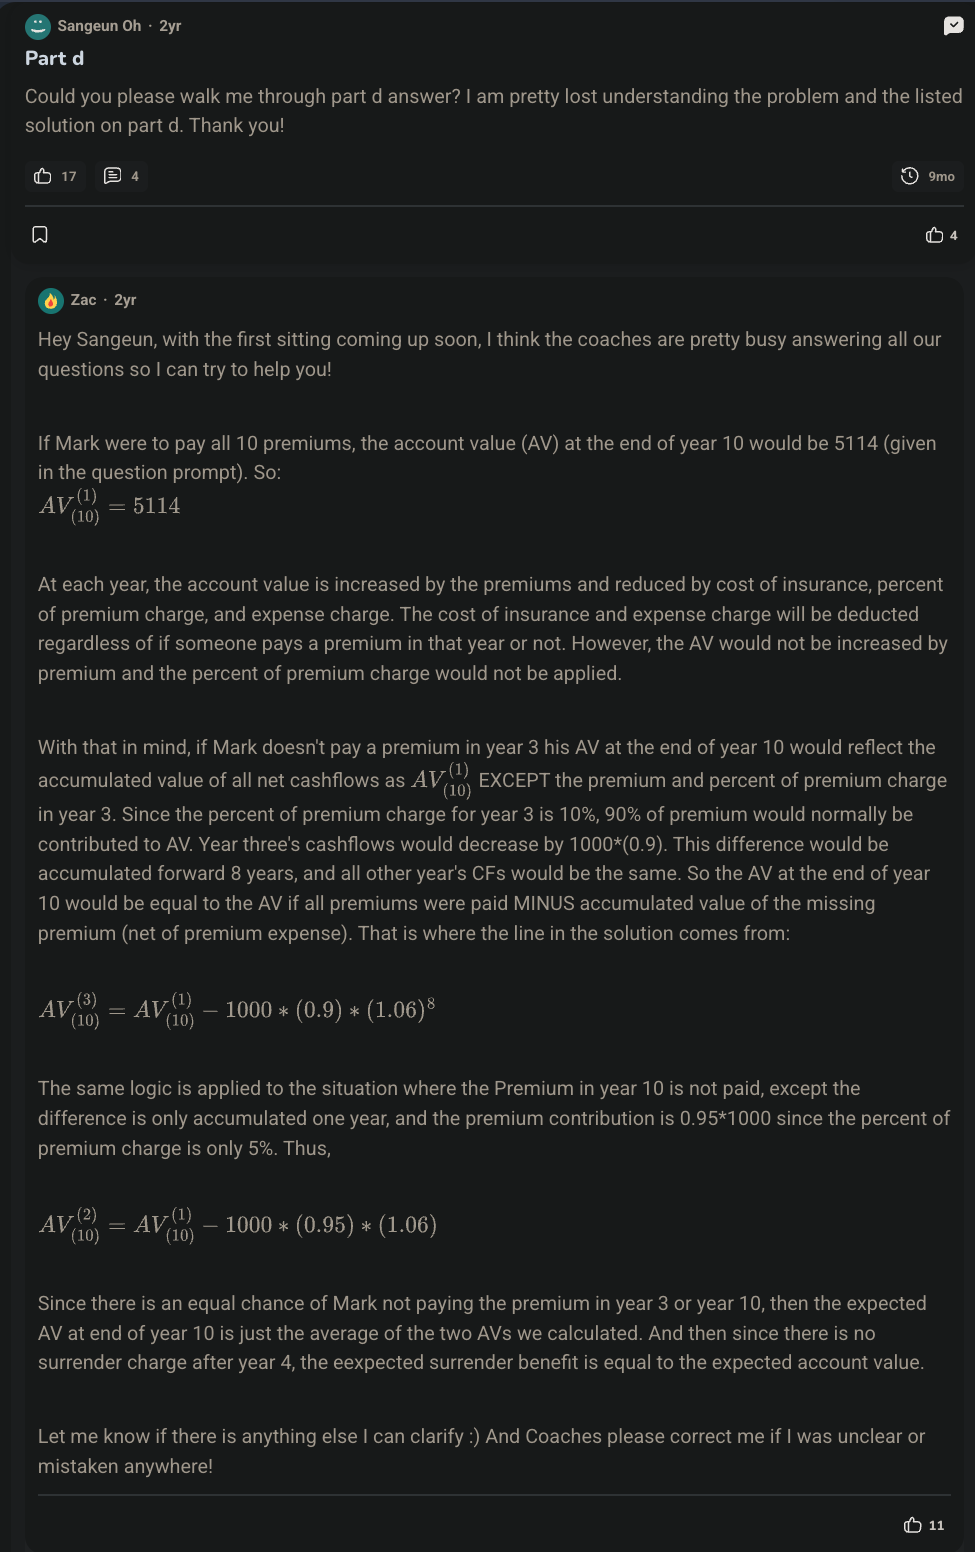 Sangeun Oh · 2yr
Part d
Could you please walk me through part d answer? I am pretty lost understanding the problem and the listed
solution on part d. Thank you!
17 4 9mo
4
Zac · 2yr
Hey Sangeun, with the first sitting coming up soon, I think the coaches are pretty busy answering all our
questions so I can try to help you!
If Mark were to pay all 10 premiums, the account value (AV) at the end of year 10 would be 5114 (given
in the question prompt). So:
$AV_{(10)}^{(1)} = 5114$
At each year, the account value is increased by the premiums and reduced by cost of insurance, percent
of premium charge, and expense charge. The cost of insurance and expense charge will be deducted
regardless of if someone pays a premium in that year or not. However, the AV would not be increased by
premium and the percent of premium charge would not be applied.
With that in mind, if Mark doesn't pay a premium in year 3 his AV at the end of year 10 would reflect the
accumulated value of all net cashflows as $AV_{(10)}^{(1)}$ EXCEPT the premium and percent of premium charge
in year 3. Since the percent of premium charge for year 3 is 10%, 90% of premium would normally be
contributed to AV. Year three's cashflows would decrease by 1000*(0.9). This difference would be
accumulated forward 8 years, and all other year's CFs would be the same. So the AV at the end of year
10 would be equal to the AV if all premiums were paid MINUS accumulated value of the missing
premium (net of premium expense). That is where the line in the solution comes from:
$AV_{(10)}^{(3)} = AV_{(10)}^{(1)} - 1000 * (0.9) * (1.06)^8$
The same logic is applied to the situation where the Premium in year 10 is not paid, except the
difference is only accumulated one year, and the premium contribution is 0.95*1000 since the percent of
premium charge is only 5%. Thus,
$AV_{(10)}^{(2)} = AV_{(10)}^{(1)} - 1000 * (0.95) * (1.06)$
Since there is an equal chance of Mark not paying the premium in year 3 or year 10, then the expected
AV at end of year 10 is just the average of the two AVs we calculated. And then since there is no
surrender charge after year 4, the eexpected surrender benefit is equal to the expected account value.
Let me know if there is anything else I can clarify :) And Coaches please correct me if I was unclear or
mistaken anywhere!
11